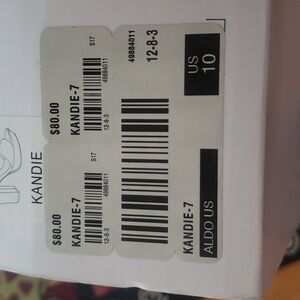 KANDIE
$80.00
KANDIE-7
S17
49884011
12-8-3
$80.00
KANDIE-7
S17
49884011
12-8-3
49884011
12-8-3
US
10
KANDIE-7
ALDO US